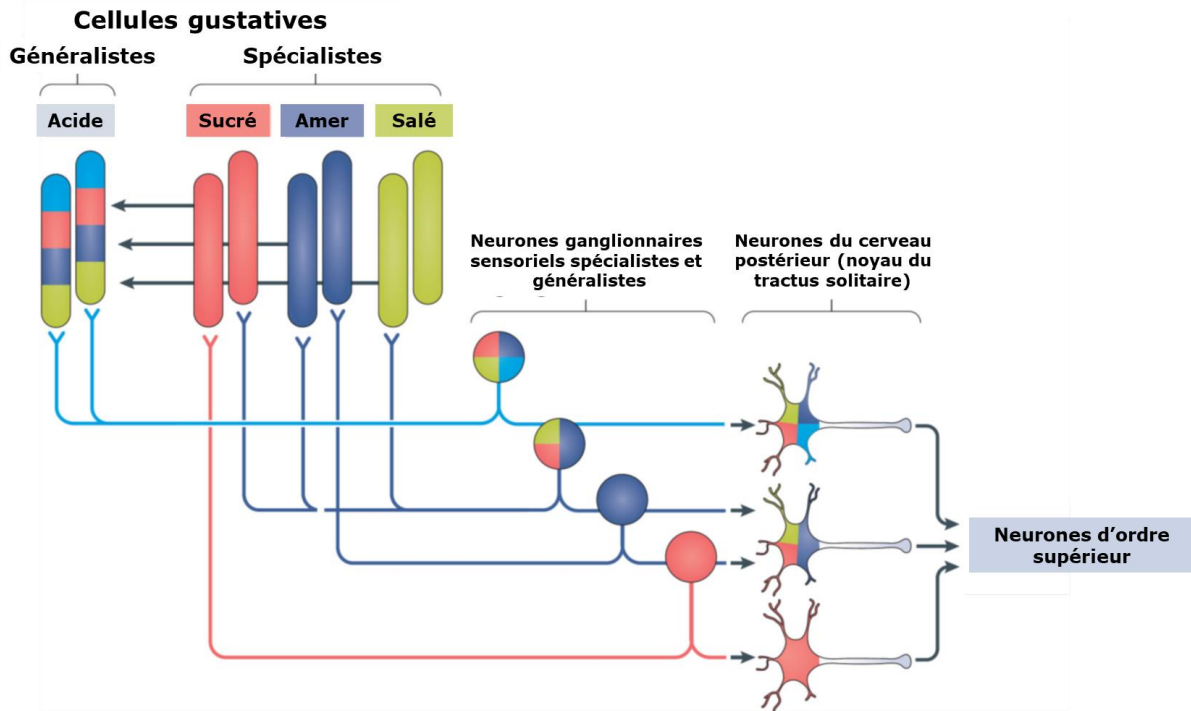 Cellules gustatives
Généralistes
Spécialistes
Acide
Sucré
Amer
Salé
Neurones ganglionnaires
sensoriels spécialistes et
généralistes
Neurones du cerveau
postérieur (noyau du
tractus solitaire)
Neurones d’ordre
supérieur